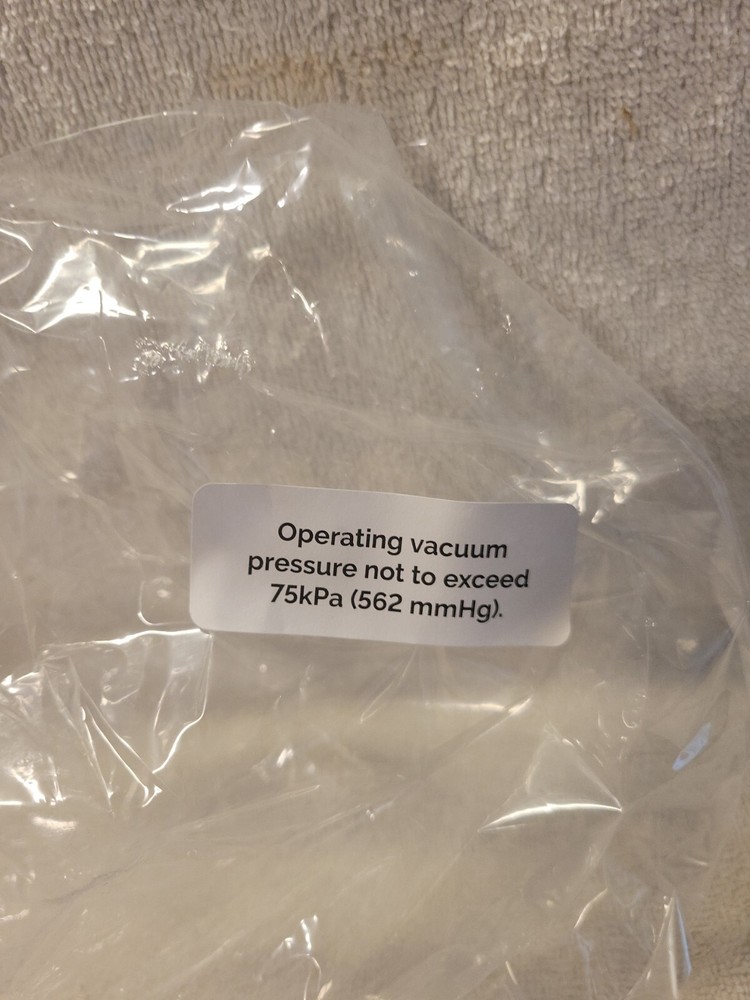 Operating vacuum
pressure not to exceed
75kPa (562 mmHg).